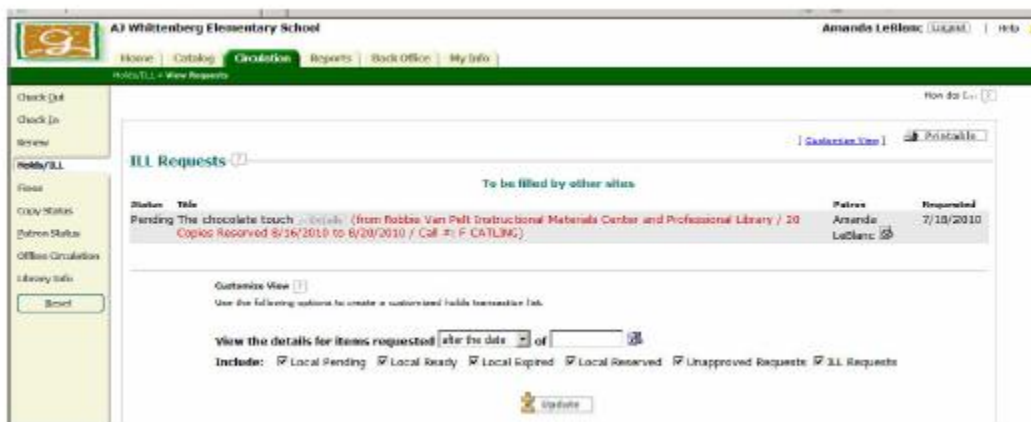 AJ Whittenberg Elementary School
Amanda LeBlanc Logout | Help
Home Catalog Circulation Reports Back Office My Info
Holds/ILL > View Requests
How do I...
Check Out
Check In
Renew
Holds/ILL
Fines
Copy Status
Patron Status
Offline Circulation
Library Info
Reset
[ Customize View ] Printable
ILL Requests
To be filled by other sites
Status Title Patron Requested
Pending The chocolate touch Details (from Robbie Van Pelt Instructional Materials Center and Professional Library / 20 Amanda 7/18/2010
Copies Reserved 8/16/2010 to 8/20/2010 / Call #: F CATLING) LeBlanc
Customize View
Use the following options to create a customized holds transaction list.
View the details for items requested after the date of
Include: Local Pending Local Ready Local Expired Local Reserved Unapproved Requests ILL Requests
Update